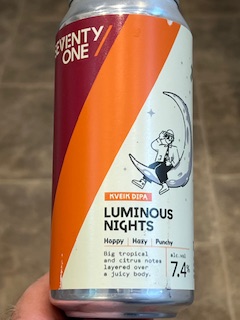 SEVENTY
ONE //
KVEIK DIPA
LUMINOUS
NIGHTS
Hoppy | Hazy | Punchy
Big tropical
and citrus notes
layered over
a juicy body.
alc.vol
7.4%